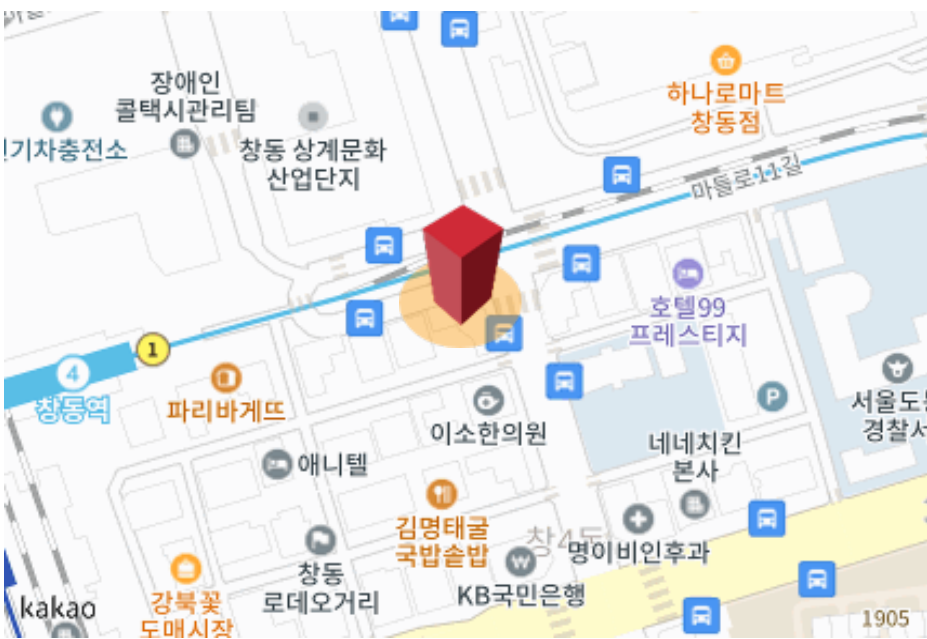 장애인
콜택시관리팀
기차충전소
창동 상계문화
산업단지
하나로마트
창동점
마들로11길
호텔99
프레스티지
1
4
창동역
파리바게뜨
이소한의원
P
서울도
경찰서
네네치킨
본사
애니텔
김명태굴
국밥솥밥
창4동
명이비인후과
창동
로데오거리
W
KB국민은행
강북꽃
도매시장
kakao
1905